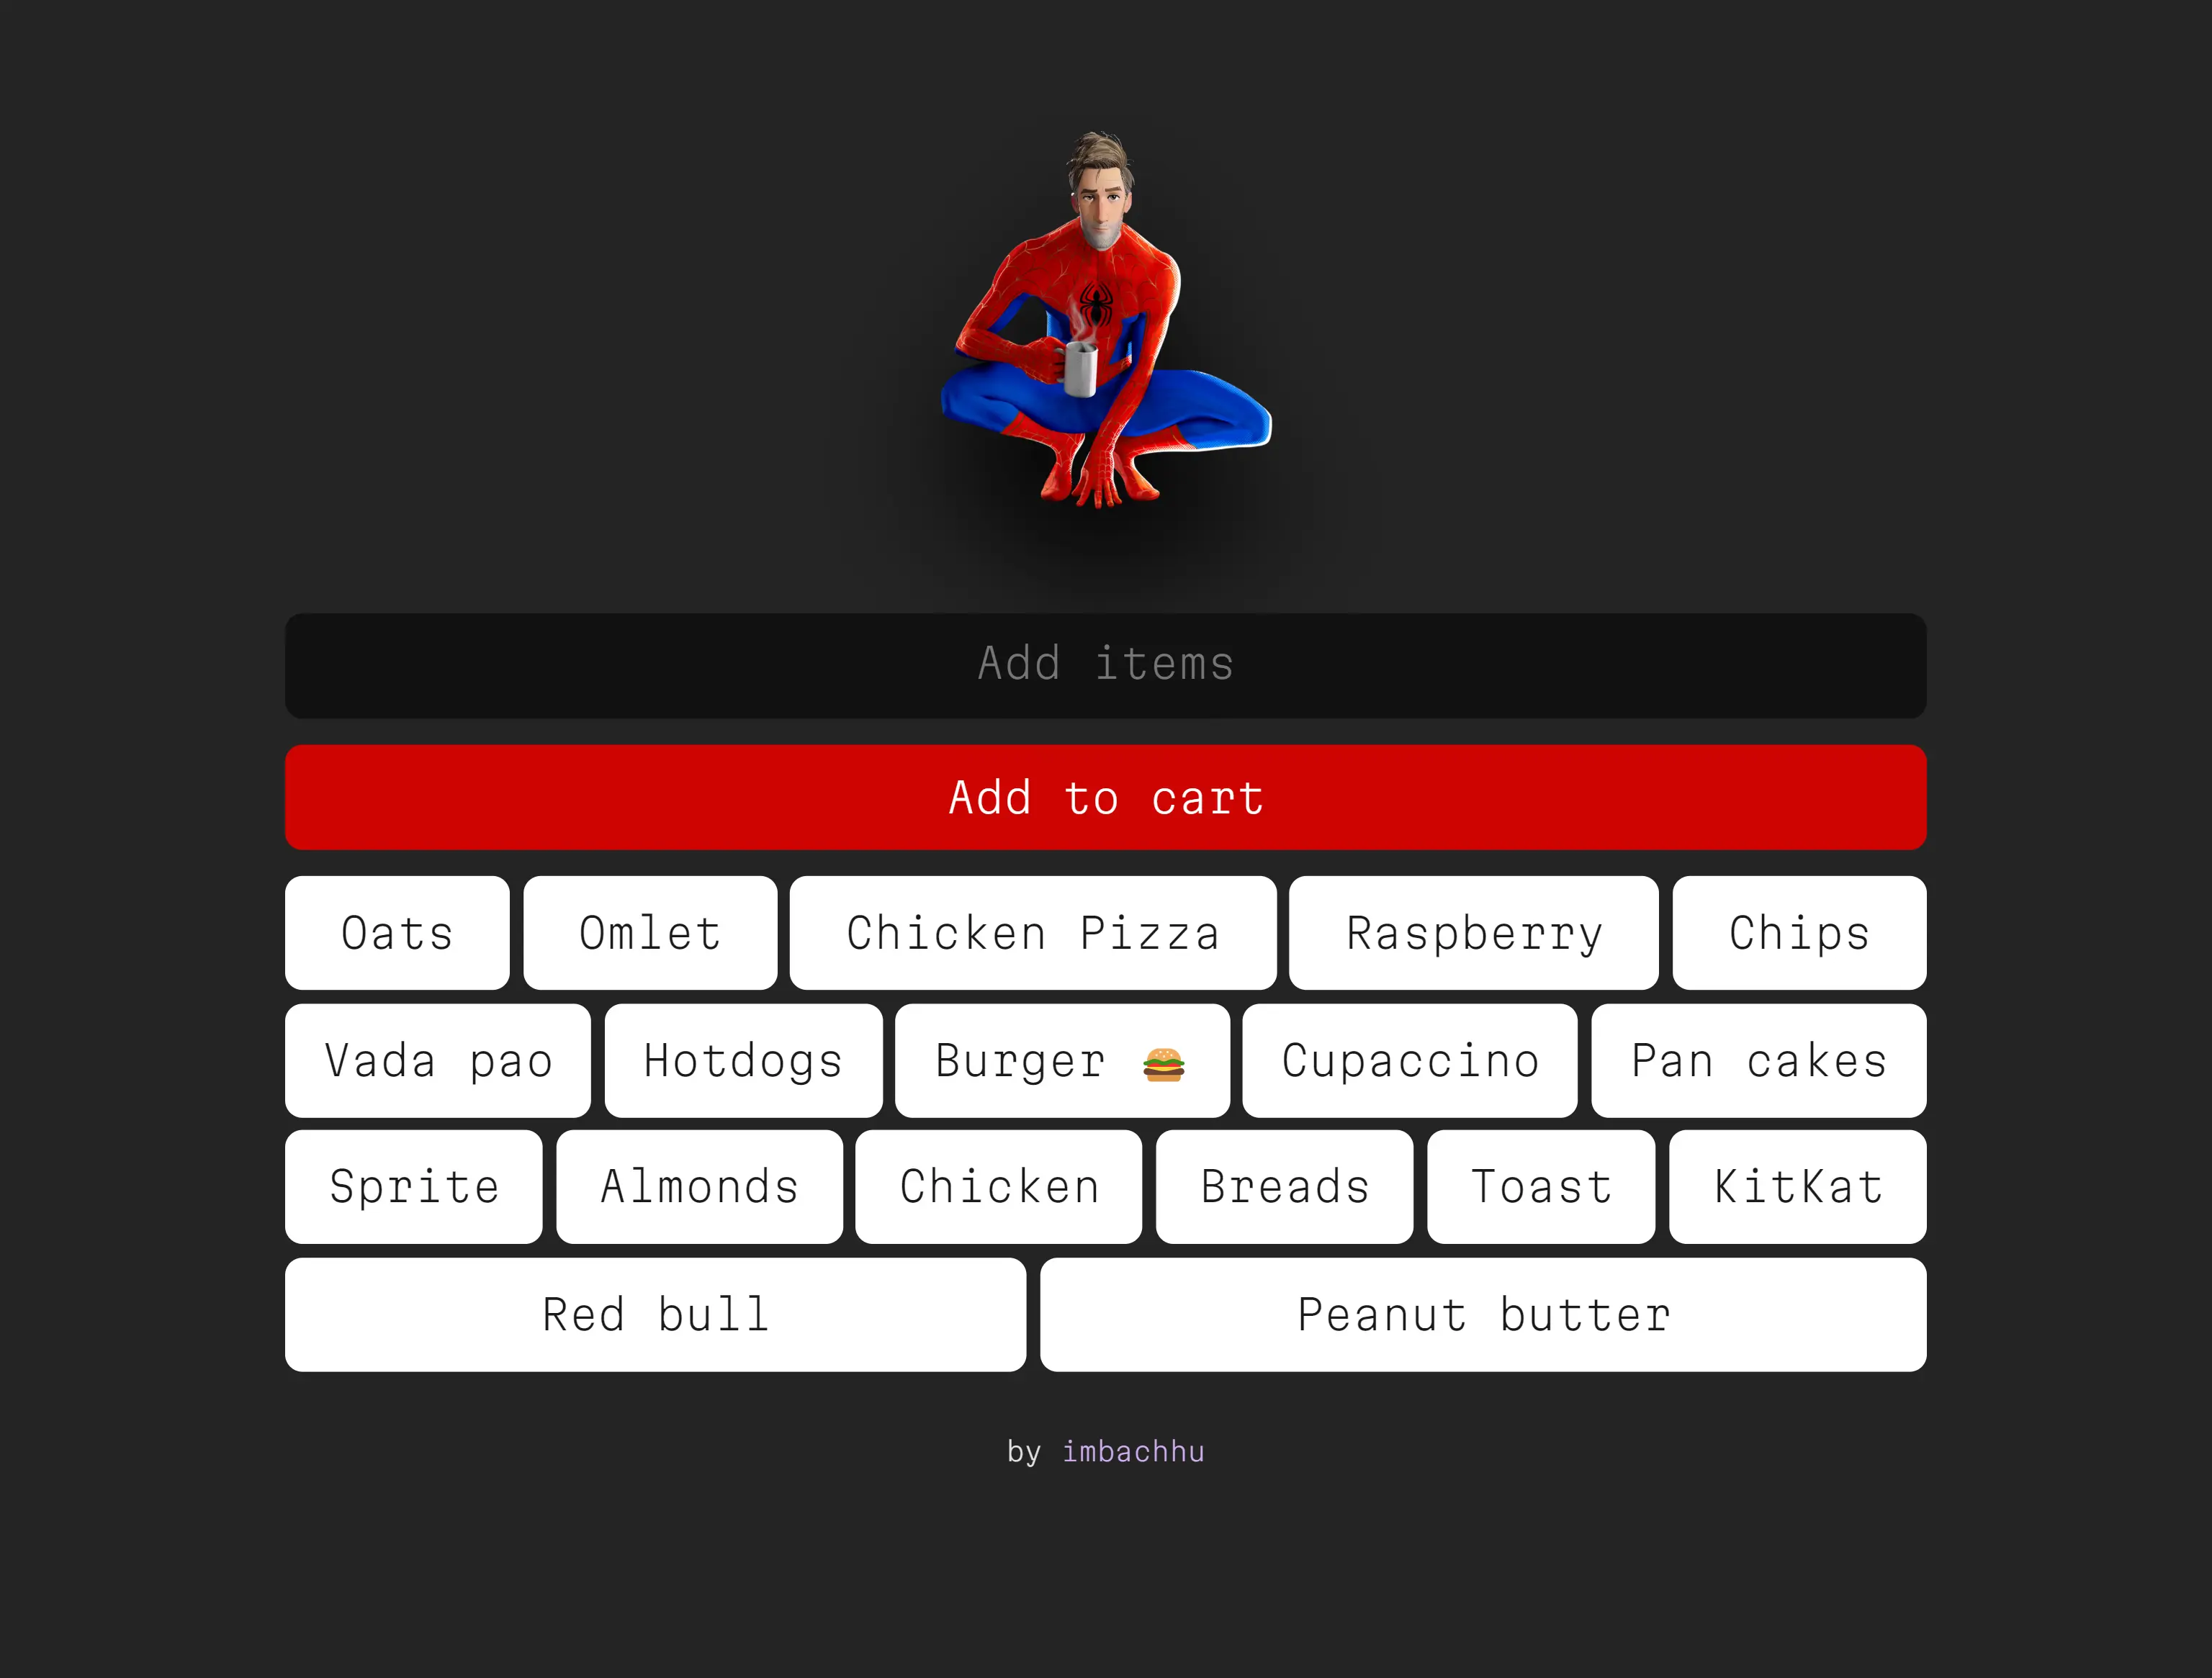 Add items
Add to cart
Oats Omlet Chicken Pizza Raspberry Chips
Vada pao Hotdogs Burger 🍔 Cupaccino Pan cakes
Sprite Almonds Chicken Breads Toast KitKat
Red bull Peanut butter
by imbachhu